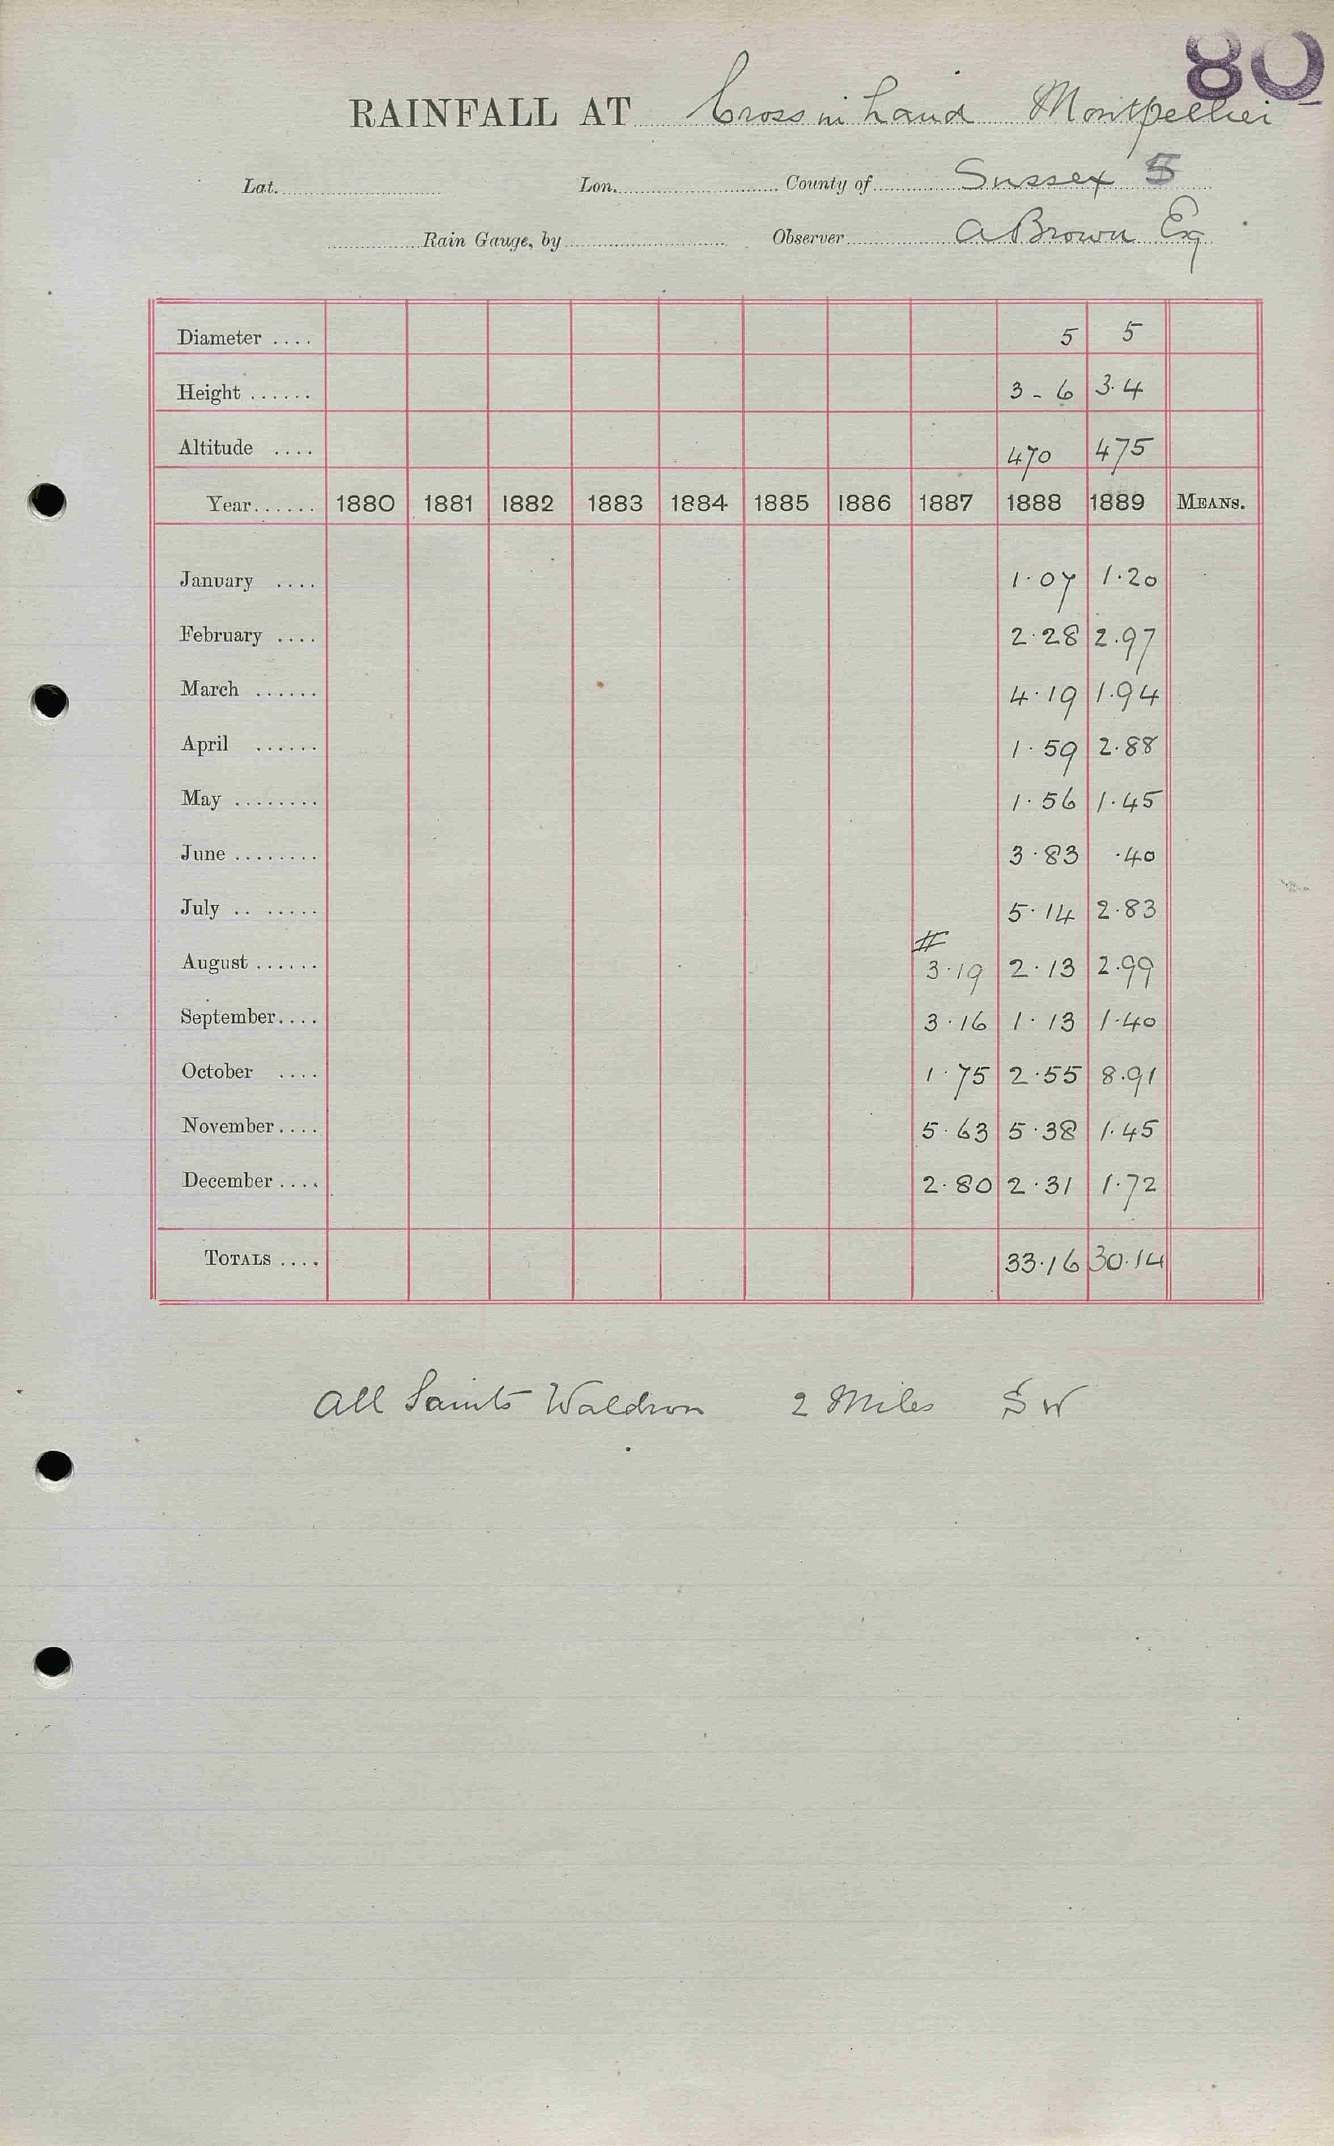 80
RAINFALL AT Cross in hand Montpellier
Lat. Lon. County of Sussex 5
Rain Gauge, by Observer A Brown Esq
Diameter .... 5 5
Height ...... 3-6 3.4
Altitude .... 470 475
Year...... 1880 1881 1882 1883 1884 1885 1886 1887 1888 1889 MEANS.
January .... 1.07 1.20
February .... 2.28 2.97
March ...... 4.19 1.94
April ...... 1.59 2.88
May ........ 1.56 1.45
June ........ 3.83 .40
July .. ..... 5.14 2.83
#
August ...... 3.19 2.13 2.99
September.... 3.16 1.13 1.40
October .... 1.75 2.55 8.91
November.... 5.63 5.38 1.45
December.... 2.80 2.31 1.72
TOTALS .... 33.16 30.14
All Saints Waldron 2 Miles SW